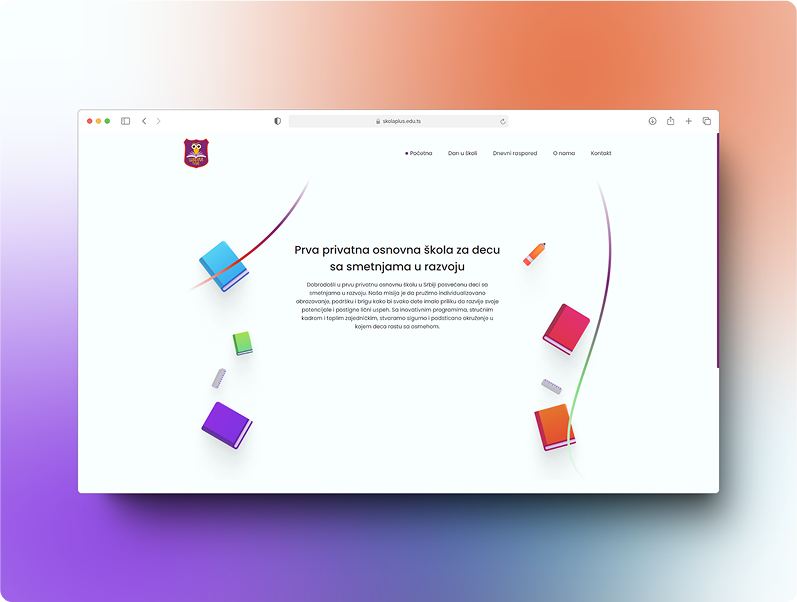 skolaplus.edu.ts
Početna Dan u školi Dnevni raspored O nama Kontakt
Prva privatna osnovna škola za decu
sa smetnjama u razvoju
Dobrodošli u prvu privatnu osnovnu školu u Srbiji posvećenu deci sa
smetnjama u razvoju. Naša misija je da pružimo individualizovano
obrazovanje, podršku i brigu kako bi svako dete imalo priliku da razvije svoje
potencijale i postigne lični uspeh. Sa inovativnim programima, stručnim
kadrom i toplim zajedničkim, stvaramo sigurno i podsticano okruženje u
kojem deca rastu sa osmehom.